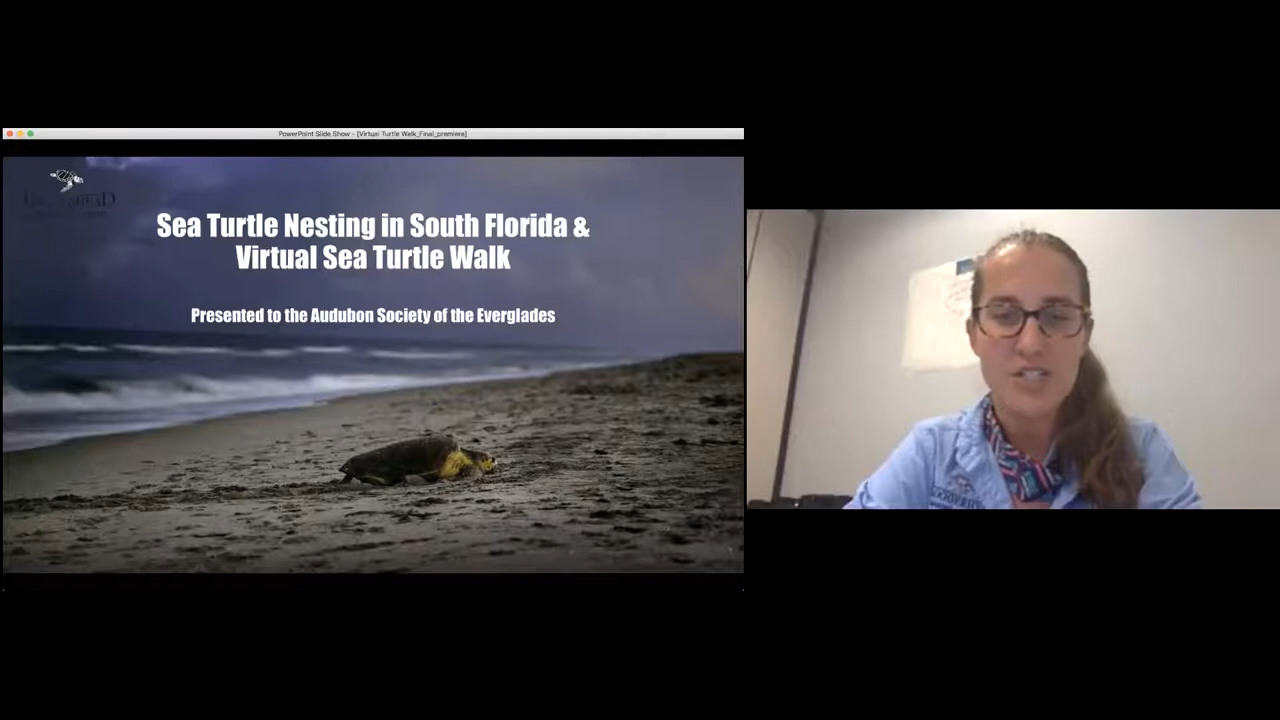 PowerPoint Slide Show - [Virtual Turtle Walk_Final_premiere]
Sea Turtle Nesting in South Florida &
Virtual Sea Turtle Walk
Presented to the Audubon Society of the Everglades